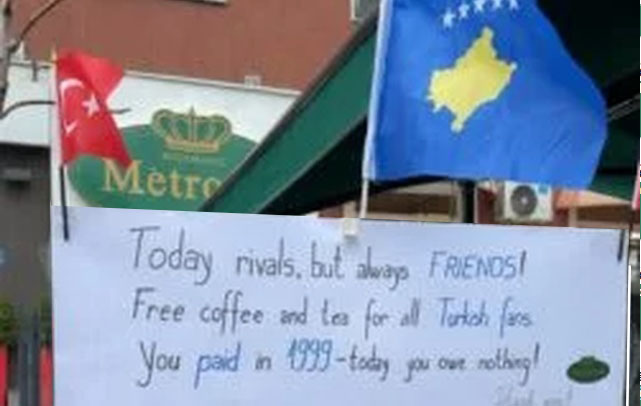 Metro
Today rivals, but always FRIENDS!
Free coffee and tea for all Turkish fans.
You paid in 1999 - today you owe nothing!